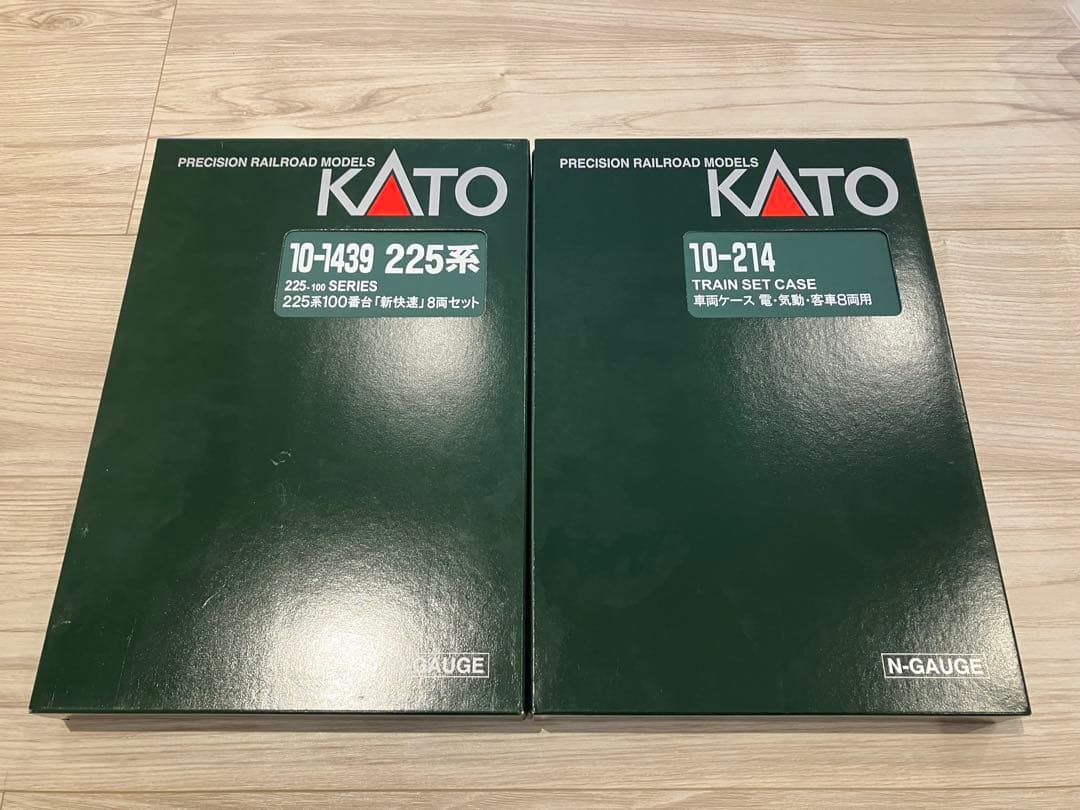 PRECISION RAILROAD MODELS
KATO
10-1439 225系
225-100 SERIES
225系100番台「新快速」8両セット
GAUGE
PRECISION RAILROAD MODELS
KATO
10-214
TRAIN SET CASE
車両ケース 電・気動・客車8両用
N-GAUGE